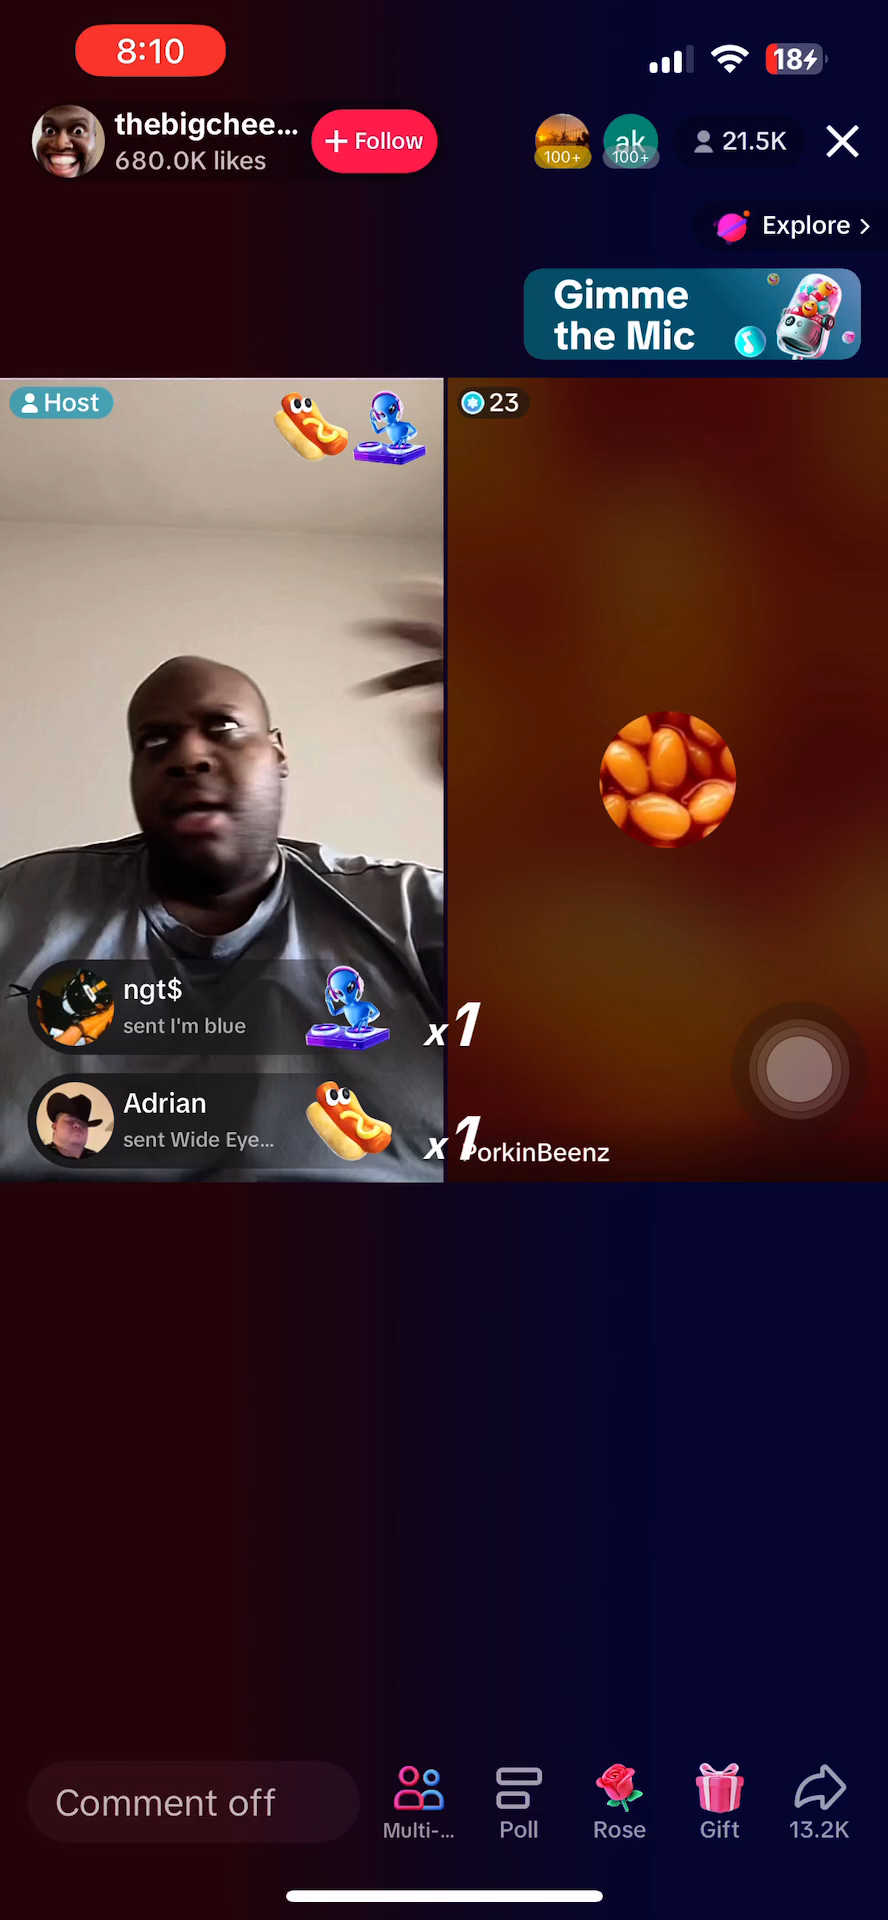 8:10
18
thebigchee...
680.0K likes
+ Follow
100+
ak
100+
21.5K
Explore >
Gimme
the Mic
Host
23
ngt$
sent I'm blue
x1
Adrian
sent Wide Eye...
x1
PorkinBeenz
Comment off
Multi-...
Poll
Rose
Gift
13.2K